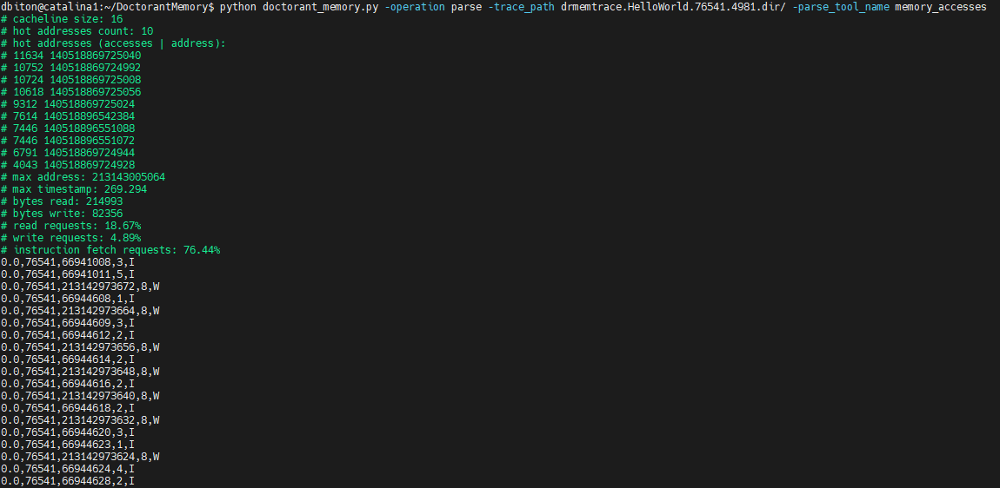 dbiton@catalina1:~/DoctorantMemory$ python doctorant_memory.py -operation parse -trace_path drmemtrace.HelloWorld.76541.4981.dir/ -parse_tool_name memory_accesses
# cacheline size: 16
# hot addresses count: 10
# hot addresses (accesses | address):
# 11634 140518869725040
# 10752 140518869724992
# 10724 140518869725008
# 10618 140518869725056
# 9312 140518869725024
# 7614 140518896542384
# 7446 140518896551088
# 7446 140518896551072
# 6791 140518869724944
# 4043 140518869724928
# max address: 213143005064
# max timestamp: 269.294
# bytes read: 214993
# bytes write: 82356
# read requests: 18.67%
# write requests: 4.89%
# instruction fetch requests: 76.44%
0.0,76541,66941008,3,I
0.0,76541,66941011,5,I
0.0,76541,213142973672,8,W
0.0,76541,66944608,1,I
0.0,76541,213142973664,8,W
0.0,76541,66944609,3,I
0.0,76541,66944612,2,I
0.0,76541,213142973656,8,W
0.0,76541,66944614,2,I
0.0,76541,213142973648,8,W
0.0,76541,66944616,2,I
0.0,76541,213142973640,8,W
0.0,76541,66944618,2,I
0.0,76541,213142973632,8,W
0.0,76541,66944620,3,I
0.0,76541,66944623,1,I
0.0,76541,213142973624,8,W
0.0,76541,66944624,4,I
0.0,76541,66944628,2,I